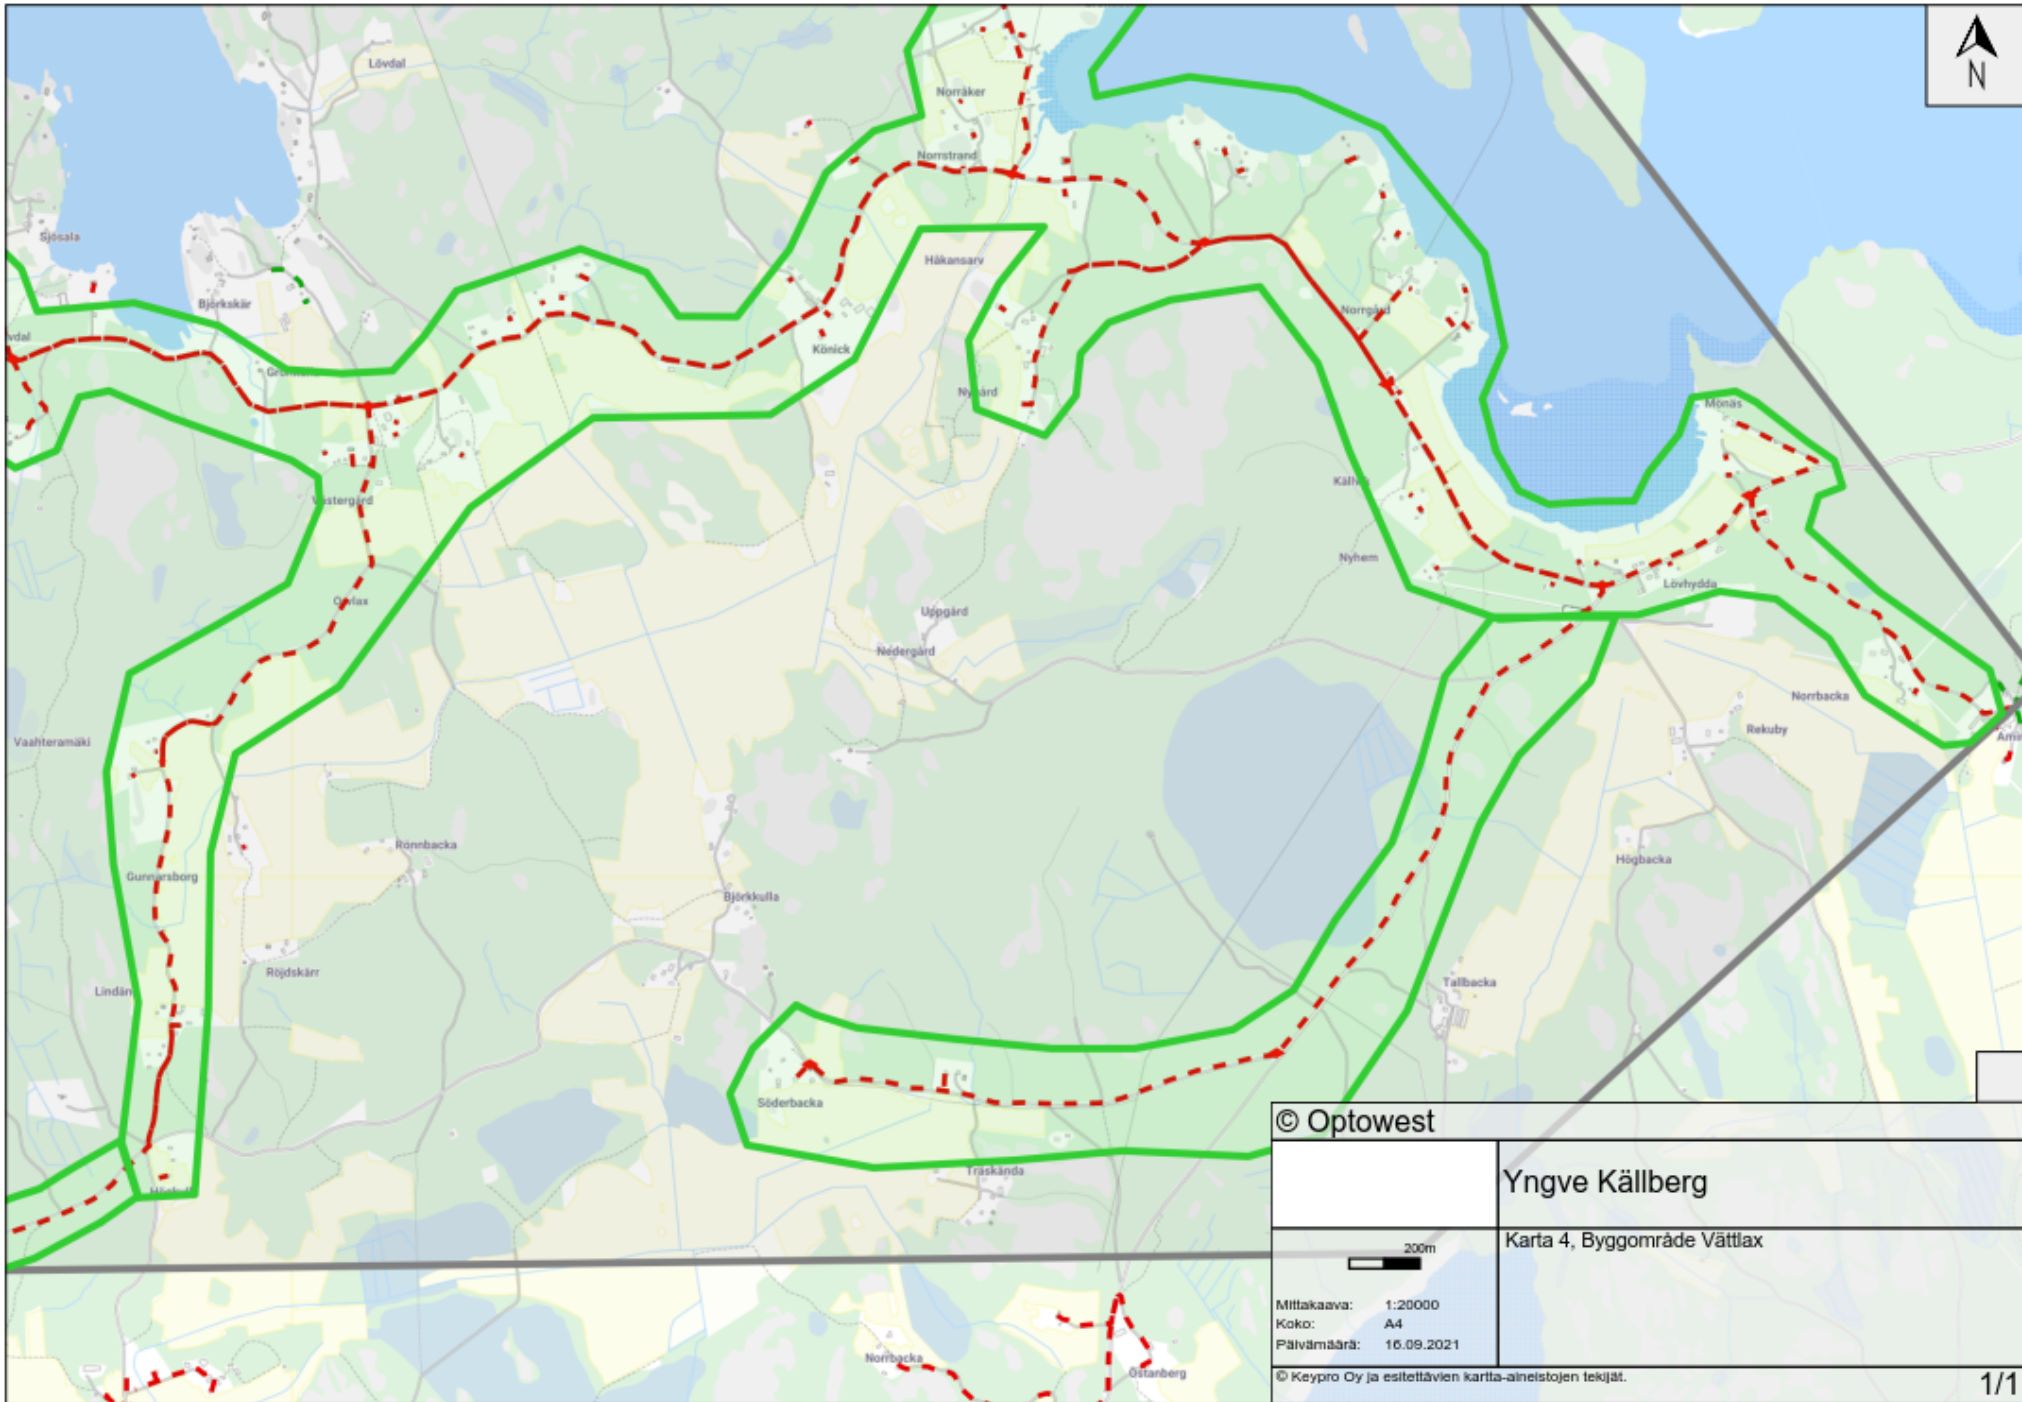 N
Lövdal
Norråker
Norrstrand
Sjösala
Håkansarv
Björkskär
Norrgård
vdal
Könick
Nygård
Mönäs
Västergård
Nyhem
Lövhydda
Uppgård
Nedergård
Norrbacka
Rekuby
Vaahteramäki
Rönnbacka
Högbacka
Gunnarsborg
Björkkulla
Röjdskärr
Tallbacka
Lindän
Söderbacka
Träskända
Norrbacka
Östanberg
© Optowest
Yngve Källberg
200m
Karta 4, Byggområde Vättlax
Mittakaava: 1:20000
Koko: A4
Päivämäärä: 16.09.2021
© Keypro Oy ja esitettävien kartta-aineistojen tekijät.
1/1